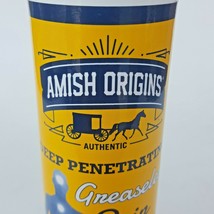 AMISH ORIGINS
AUTHENTIC
DEEP PENETRATING
Greaseless